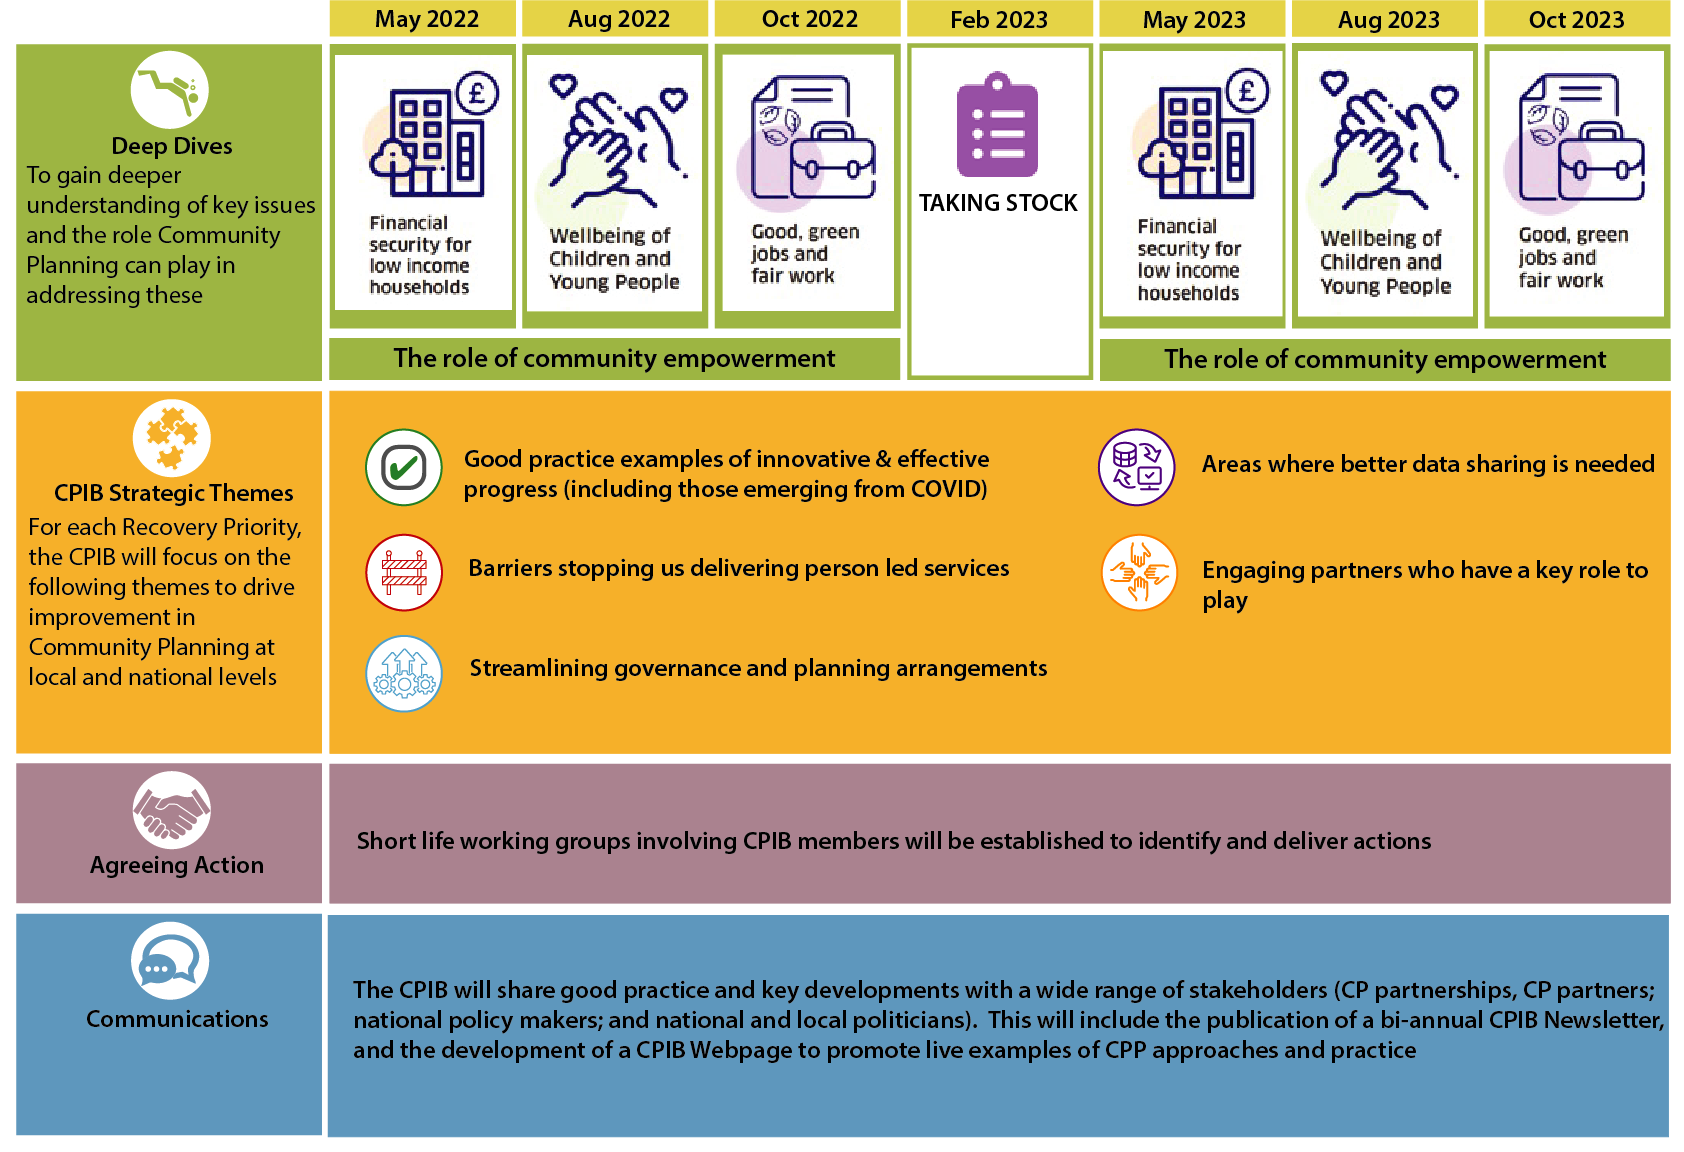 May 2022
Aug 2022
Oct 2022
Feb 2023
May 2023
Aug 2023
Oct 2023
Deep Dives
To gain deeper
understanding of key issues
and the role Community
Planning can play in
addressing these
£
Financial
security for
low income
households
Wellbeing of
Children and
Young People
Good, green
jobs and
fair work
TAKING STOCK
£
Financial
security for
low income
households
Wellbeing of
Children and
Young People
Good, green
jobs and
fair work
The role of community empowerment
The role of community empowerment
CPIB Strategic Themes
For each Recovery Priority,
the CPIB will focus on the
following themes to drive
improvement in
Community Planning at
local and national levels
Good practice examples of innovative & effective
progress (including those emerging from COVID)
Barriers stopping us delivering person led services
Streamlining governance and planning arrangements
Areas where better data sharing is needed
Engaging partners who have a key role to
play
Agreeing Action
Short life working groups involving CPIB members will be established to identify and deliver actions
Communications
The CPIB will share good practice and key developments with a wide range of stakeholders (CP partnerships, CP partners;
national policy makers; and national and local politicians).  This will include the publication of a bi-annual CPIB Newsletter,
and the development of a CPIB Webpage to promote live examples of CPP approaches and practice